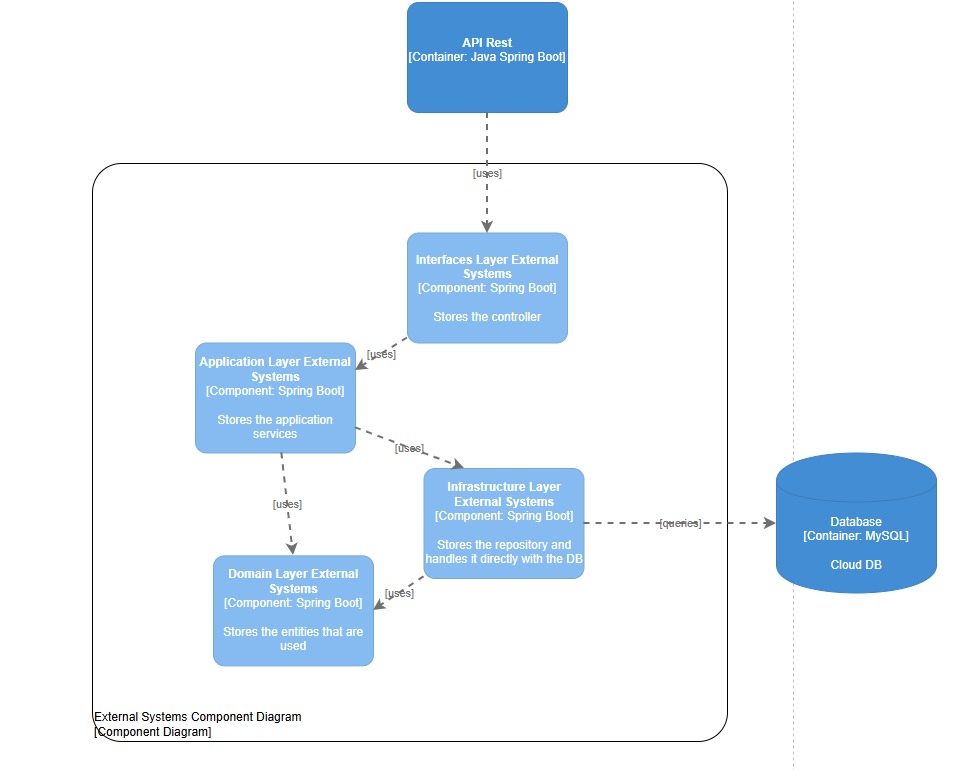 API Rest
[Container: Java Spring Boot]
[uses]
Interfaces Layer External
Systems
[Component: Spring Boot]
Stores the controller
[uses]
Application Layer External
Systems
[Component: Spring Boot]
Stores the application
services
[uses]
Infrastructure Layer
External Systems
[Component: Spring Boot]
Stores the repository and
handles it directly with the DB
[queries]
Database
[Container: MySQL]
Cloud DB
[uses]
[uses]
Domain Layer External
Systems
[Component: Spring Boot]
Stores the entities that are
used
External Systems Component Diagram
[Component Diagram]